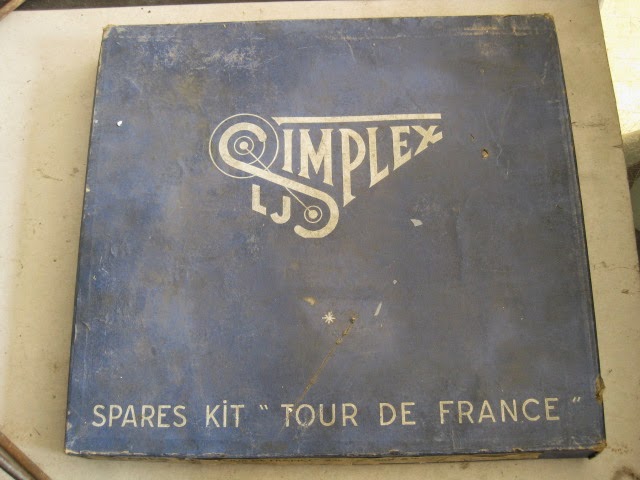 SIMPLEX
LJ
SPARES KIT " TOUR DE FRANCE "